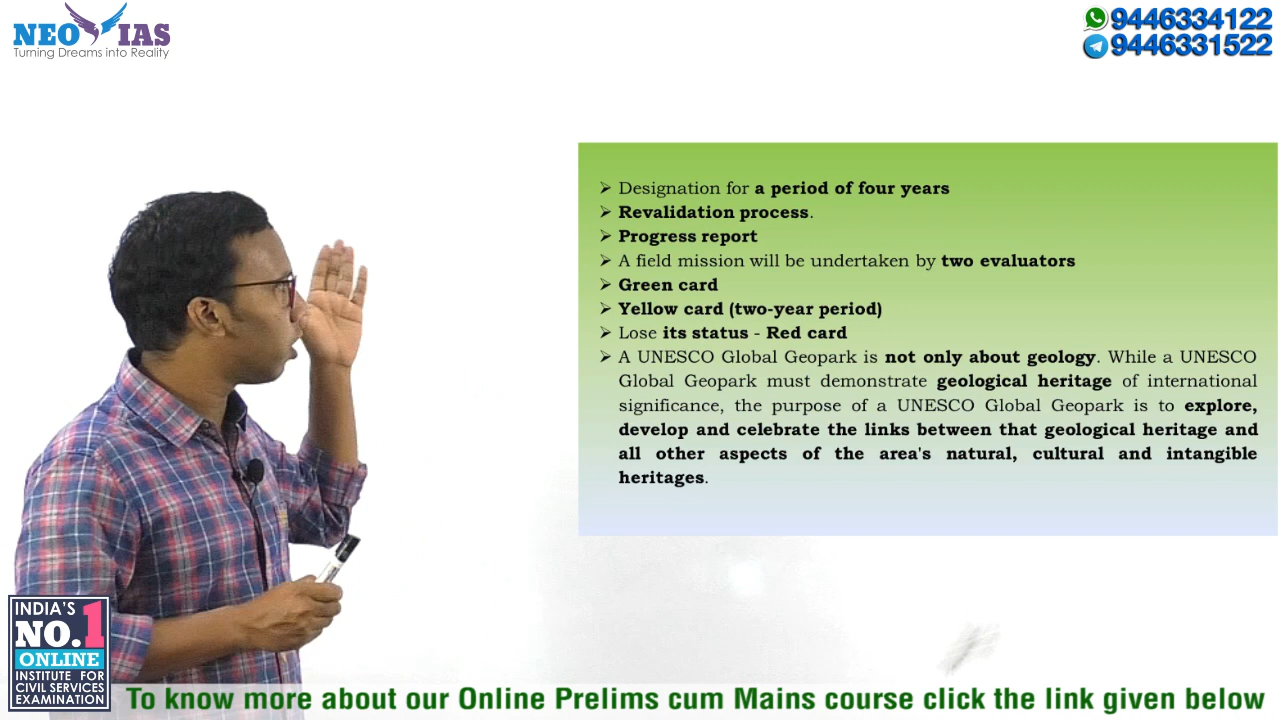 NEO IAS
Turning Dreams into Reality
9446334122
9446331522
➢ Designation for a period of four years
➢ Revalidation process.
➢ Progress report
➢ A field mission will be undertaken by two evaluators
➢ Green card
➢ Yellow card (two-year period)
➢ Lose its status - Red card
➢ A UNESCO Global Geopark is not only about geology. While a UNESCO
Global Geopark must demonstrate geological heritage of international
significance, the purpose of a UNESCO Global Geopark is to explore,
develop and celebrate the links between that geological heritage and
all other aspects of the area's natural, cultural and intangible
heritages.
INDIA'S
NO.1
ONLINE
INSTITUTE FOR
CIVIL SERVICES
EXAMINATION
To know more about our Online Prelims cum Mains course click the link given below